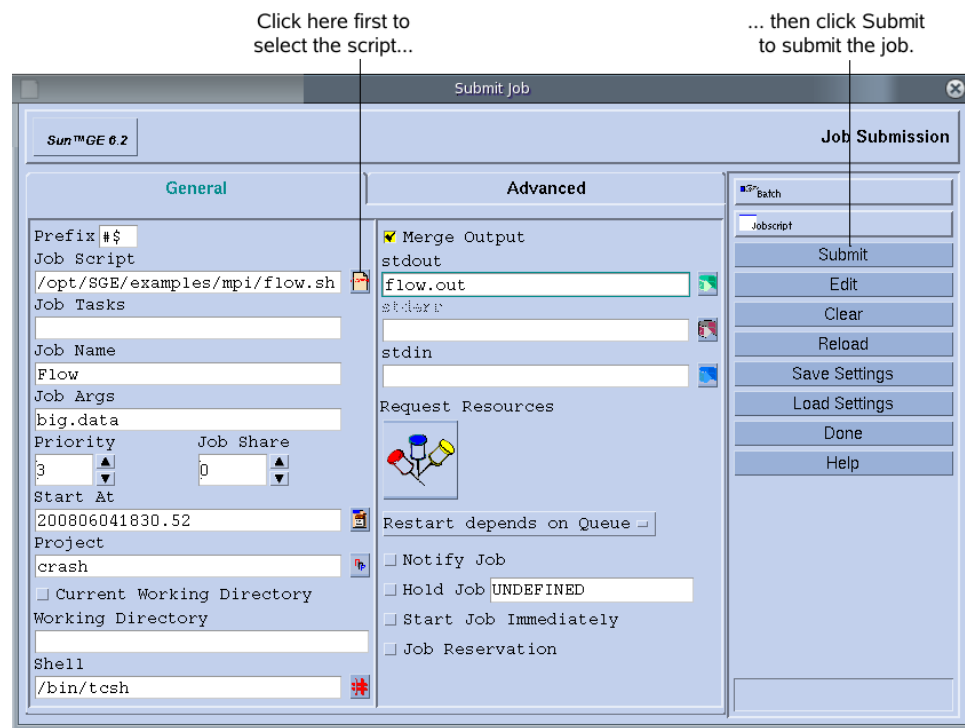 Click here first to
select the script...
... then click Submit
to submit the job.
Submit Job
Sun™GE 6.2
Job Submission
General
Advanced
Prefix #$
Job Script
/opt/SGE/examples/mpi/flow.sh
Job Tasks
Job Name
Flow
Job Args
big.data
Priority
Job Share
3
0
Start At
200806041830.52
Project
crash
Current Working Directory
Working Directory
Shell
/bin/tcsh
Merge Output
stdout
flow.out
stderr
stdin
Request Resources
Restart depends on Queue
Notify Job
Hold Job UNDEFINED
Start Job Immediately
Job Reservation
Batch
Jobscript
Submit
Edit
Clear
Reload
Save Settings
Load Settings
Done
Help